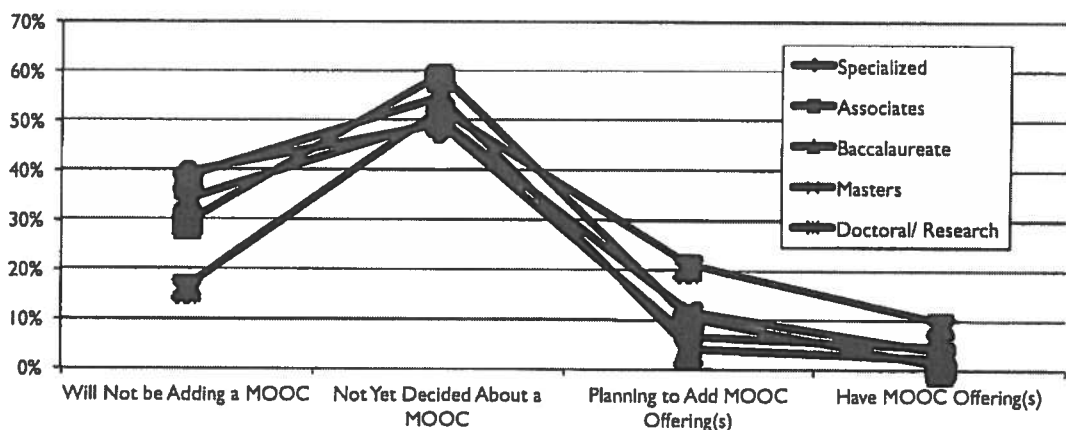 70%
60%
50%
40%
30%
20%
10%
0%
Specialized
Associates
Baccalaureate
Masters
Doctoral/ Research
Will Not be Adding a MOOC
Not Yet Decided About a
MOOC
Planning to Add MOOC
Offering(s)
Have MOOC Offering(s)